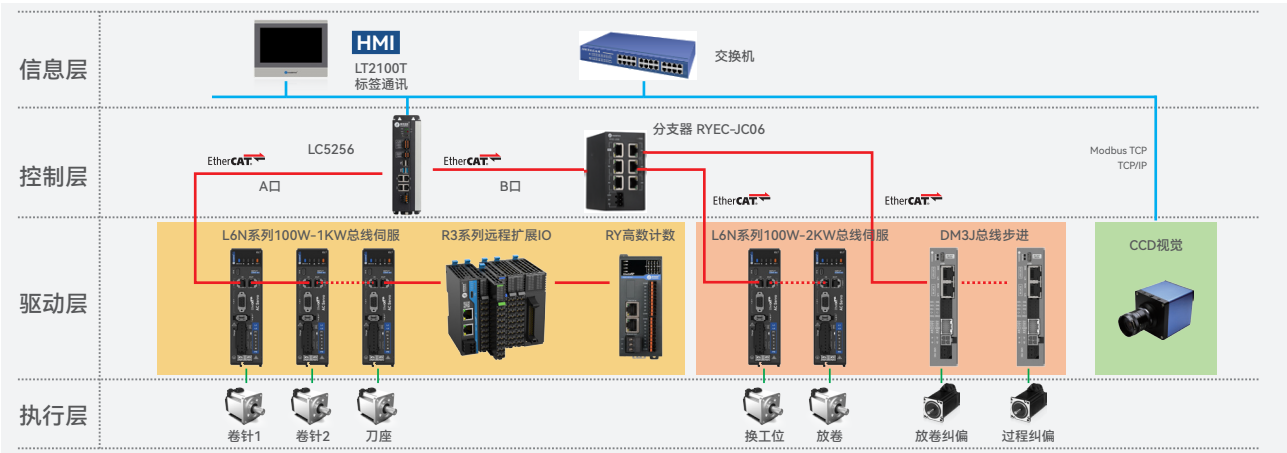 信息层
HMI
LT2100T
标签通讯
交换机
控制层
LC5256
EtherCAT
A口
EtherCAT
B口
分支器 RYEC-JC06
EtherCAT
EtherCAT
Modbus TCP
TCP/IP
驱动层
L6N系列100W-1KW总线伺服
R3系列远程扩展IO
RY高数计数
L6N系列100W-2KW总线伺服
DM3J总线步进
CCD视觉
执行层
卷针1
卷针2
刀座
换工位
放卷
放卷纠偏
过程纠偏